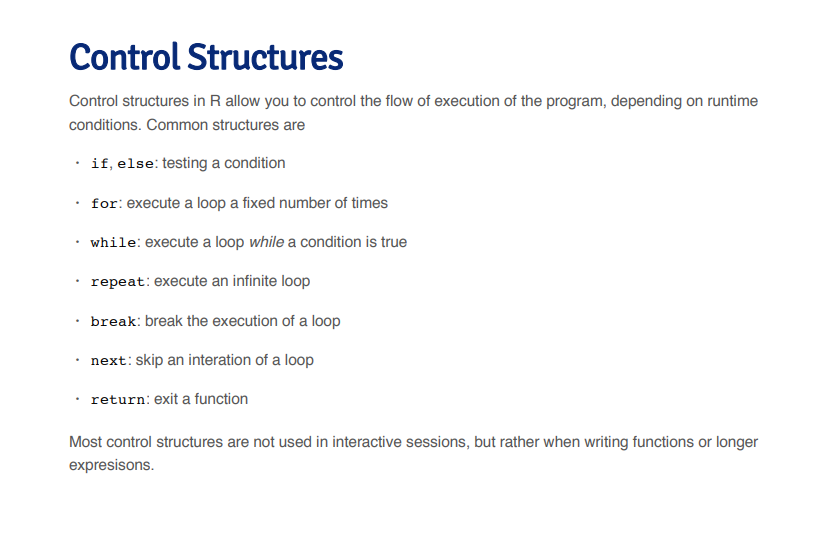 Control Structures
Control structures in R allow you to control the flow of execution of the program, depending on runtime
conditions. Common structures are
· if, else: testing a condition
· for: execute a loop a fixed number of times
· while: execute a loop while a condition is true
· repeat: execute an infinite loop
· break: break the execution of a loop
· next: skip an interation of a loop
· return: exit a function
Most control structures are not used in interactive sessions, but rather when writing functions or longer
expresisons.